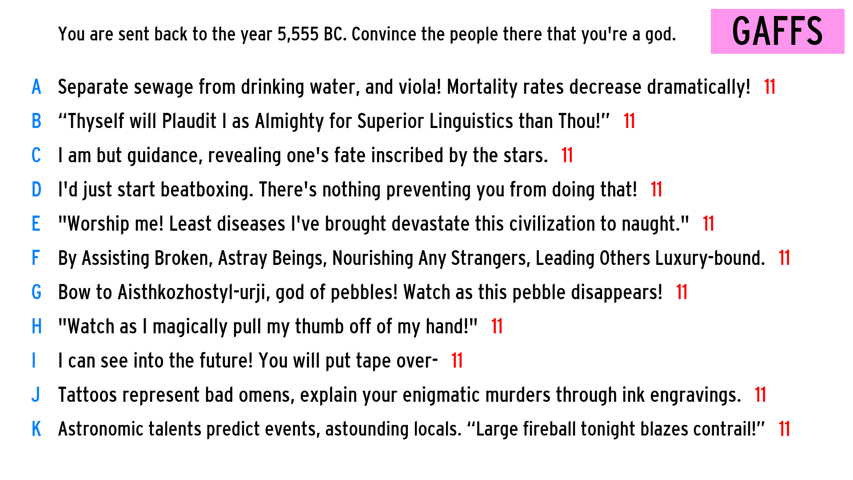 You are sent back to the year 5,555 BC. Convince the people there that you're a god.
GAFFS
A Separate sewage from drinking water, and viola! Mortality rates decrease dramatically! 11
B “Thyself will Plaudit I as Almighty for Superior Linguistics than Thou!” 11
C I am but guidance, revealing one's fate inscribed by the stars. 11
D I'd just start beatboxing. There's nothing preventing you from doing that! 11
E "Worship me! Least diseases I've brought devastate this civilization to naught." 11
F By Assisting Broken, Astray Beings, Nourishing Any Strangers, Leading Others Luxury-bound. 11
G Bow to Aisthkozhostyl-urji, god of pebbles! Watch as this pebble disappears! 11
H "Watch as I magically pull my thumb off of my hand!" 11
I I can see into the future! You will put tape over- 11
J Tattoos represent bad omens, explain your enigmatic murders through ink engravings. 11
K Astronomic talents predict events, astounding locals. “Large fireball tonight blazes contrail!” 11